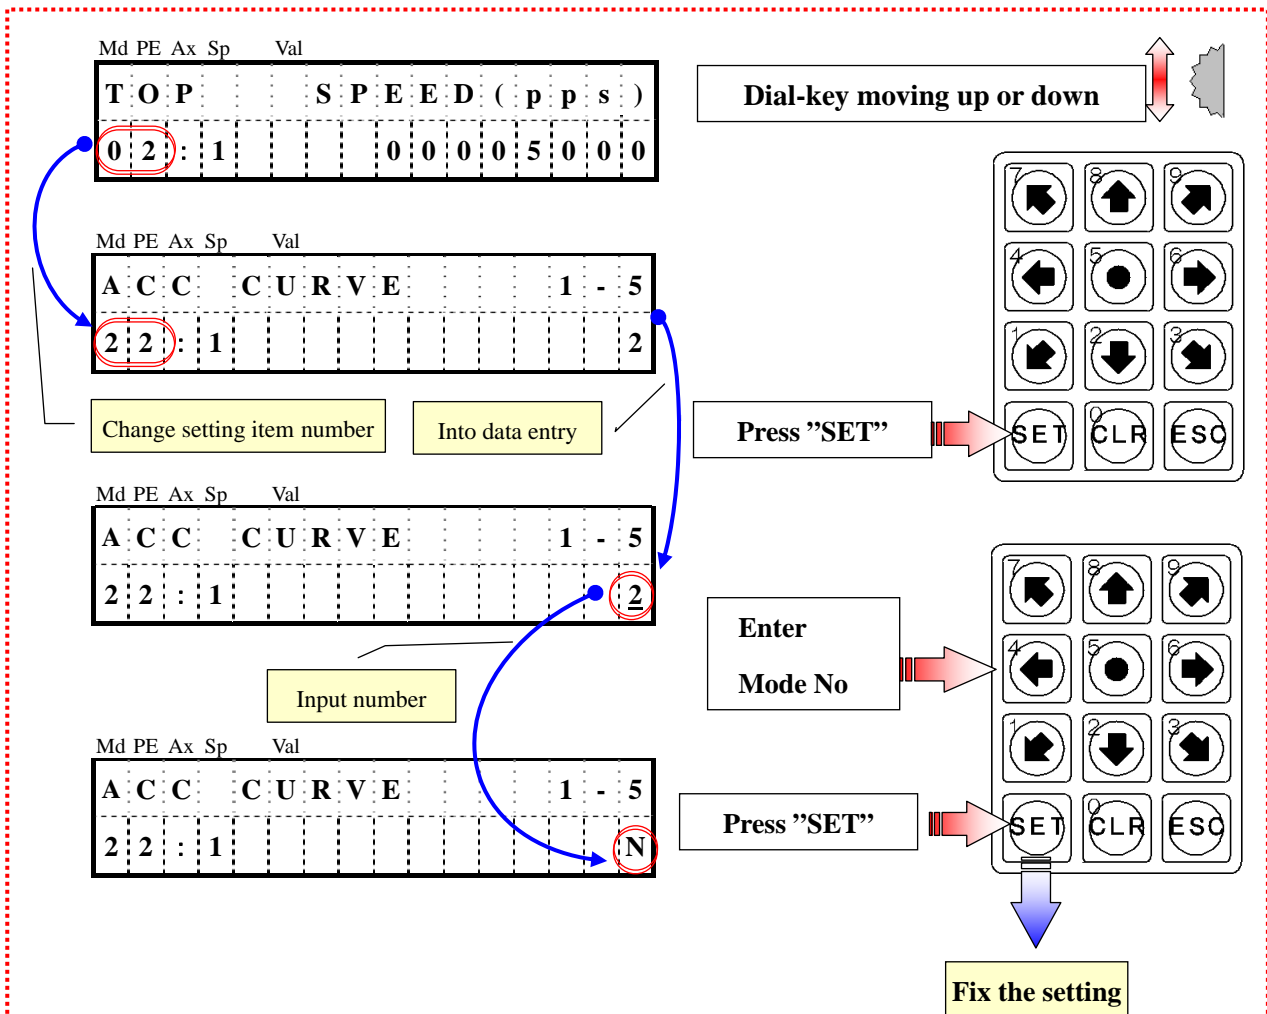 Md PE Ax Sp Val
TOP SPEED(pps)
02:1 00005000
Dial-key moving up or down
7 8 9
4 5 6
1 2 3
Md PE Ax Sp Val
ACC CURVE 1-5
22:1 2
Change setting item number
Into data entry
Press ”SET”
0
SET CLR ESC
Md PE Ax Sp Val
ACC CURVE 1-5
22:1 2
Input number
Enter
Mode No
7 8 9
4 5 6
1 2 3
Md PE Ax Sp Val
ACC CURVE 1-5
22:1 N
Press ”SET”
0
SET CLR ESC
Fix the setting